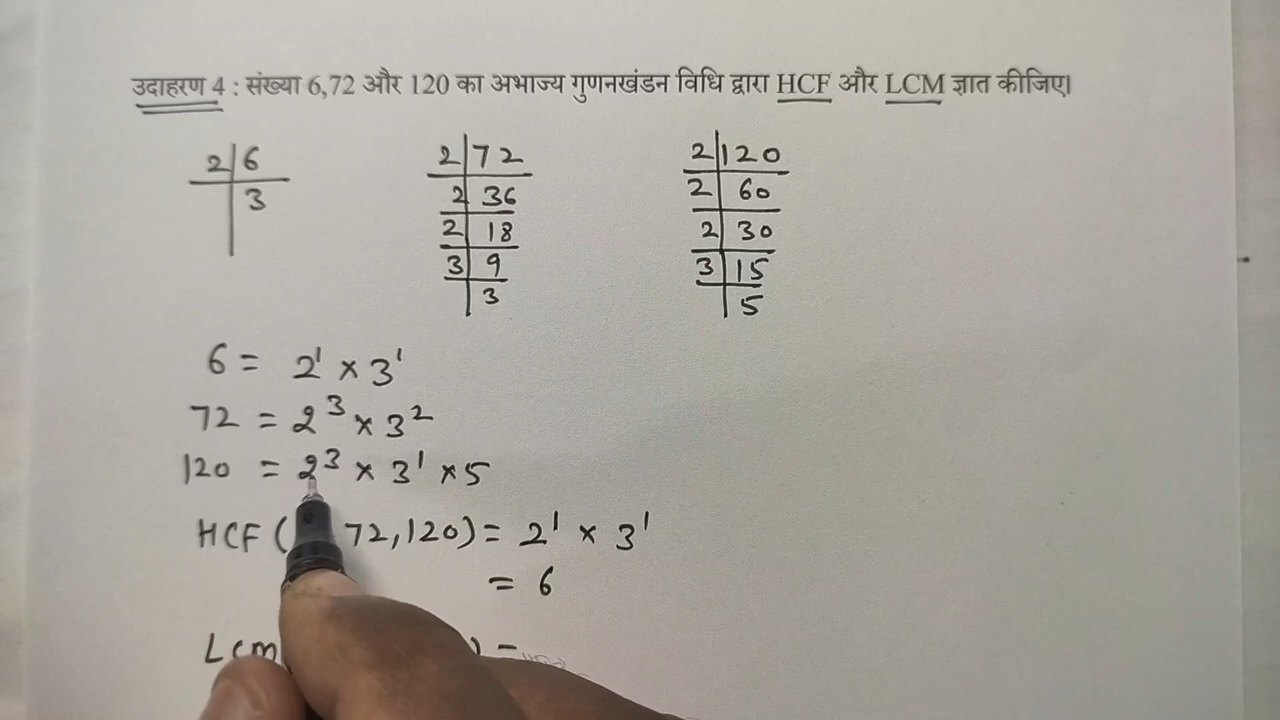 उदाहरण 4 : संख्या 6,72 और 120 का अभाज्य गुणनखंडन विधि द्वारा HCF और LCM ज्ञात कीजिए।
2 6
3
2 72
2 36
2 18
3 9
3
2 120
2 60
2 30
3 15
5
6 = 2¹ × 3¹
72 = 2³ × 3²
120 = 2³ × 3¹ × 5
HCF ( 72,120) = 2¹ × 3¹
= 6
Lcm ) =